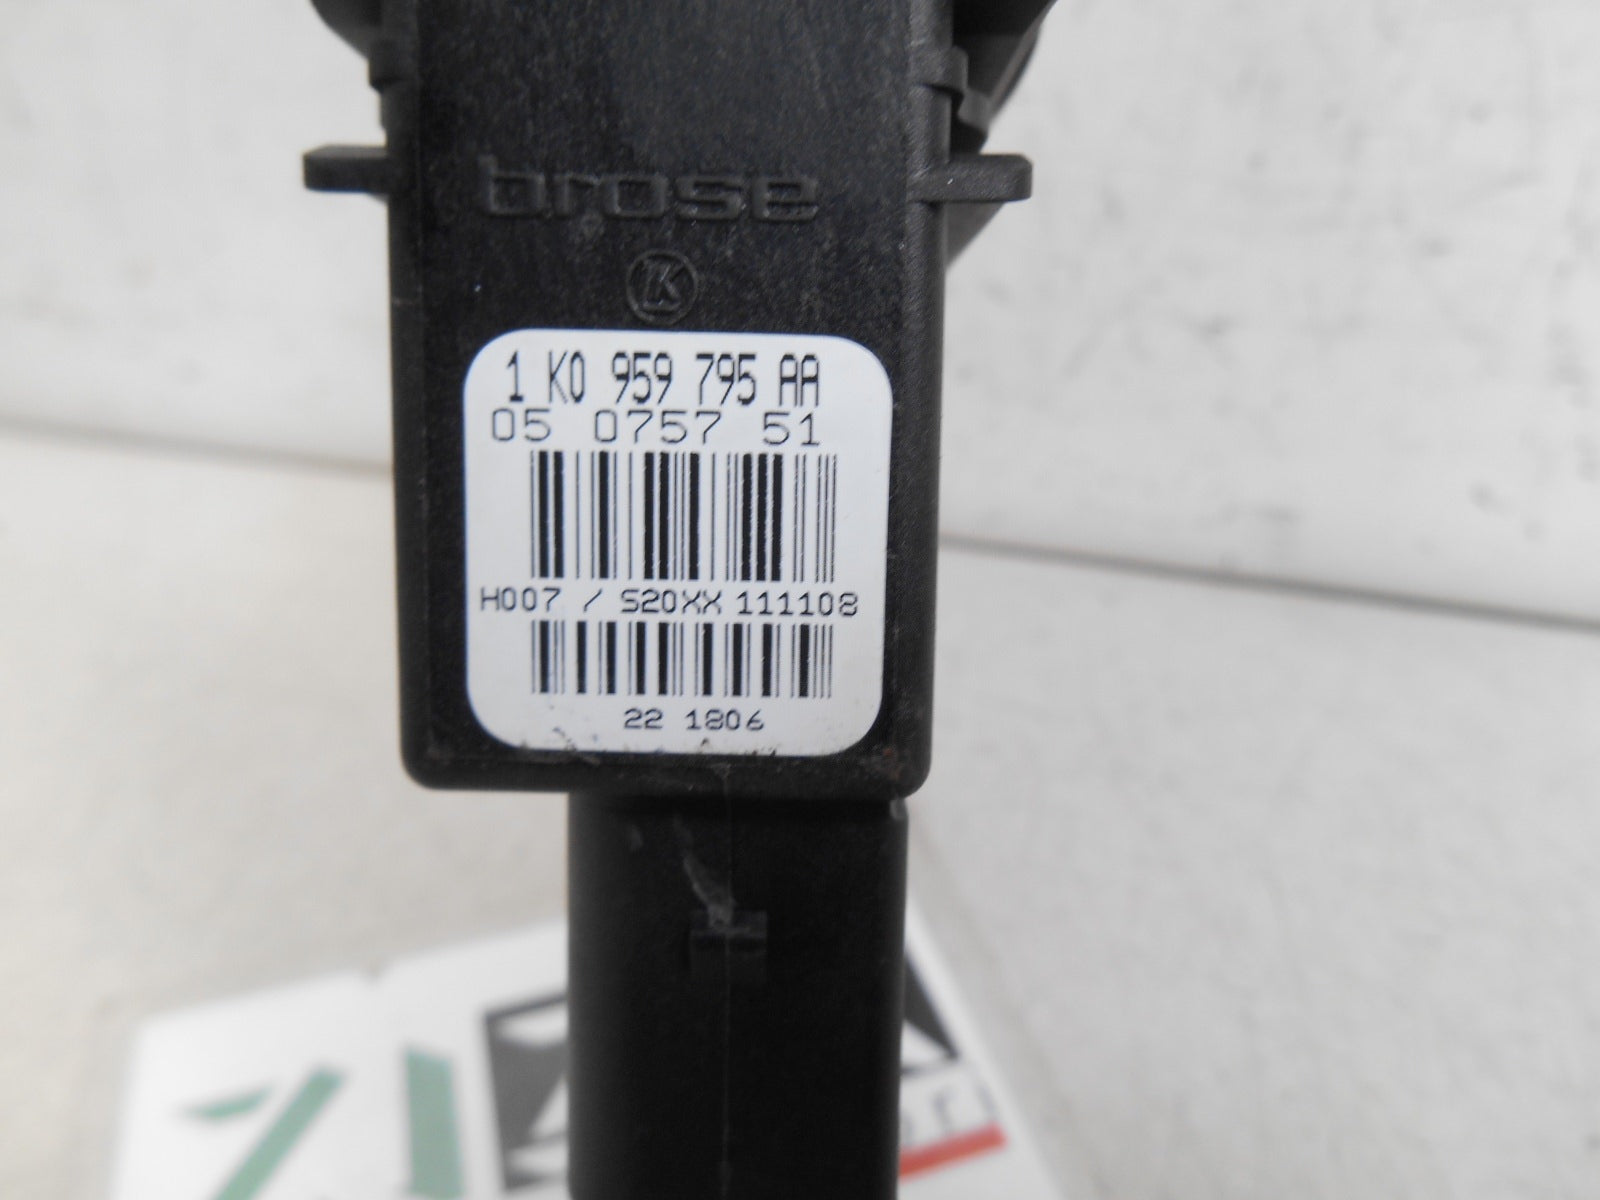 brose
K
1 K0 959 795 AA
05 0757 51
H007 / S20XX 111108
22 1806